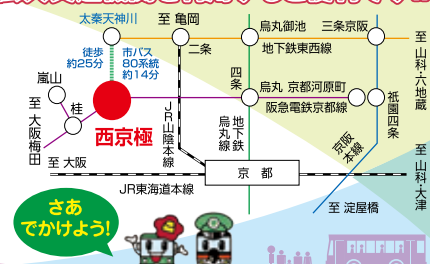 太秦天神川
至 亀岡
烏丸御池
三条京阪
二条
地下鉄東西線
至 山科・六地蔵
徒歩
約25分
市バス
80系統
約14分
嵐山
桂
至 大阪梅田
西京極
JR山陰本線
四条
烏丸
京都河原町
阪急電鉄京都線
地下鉄
烏丸線
祇園四条
京阪
本線
至 大阪
京都
至 山科・大津
JR東海道本線
至 淀屋橋
さあ
でかけよう!